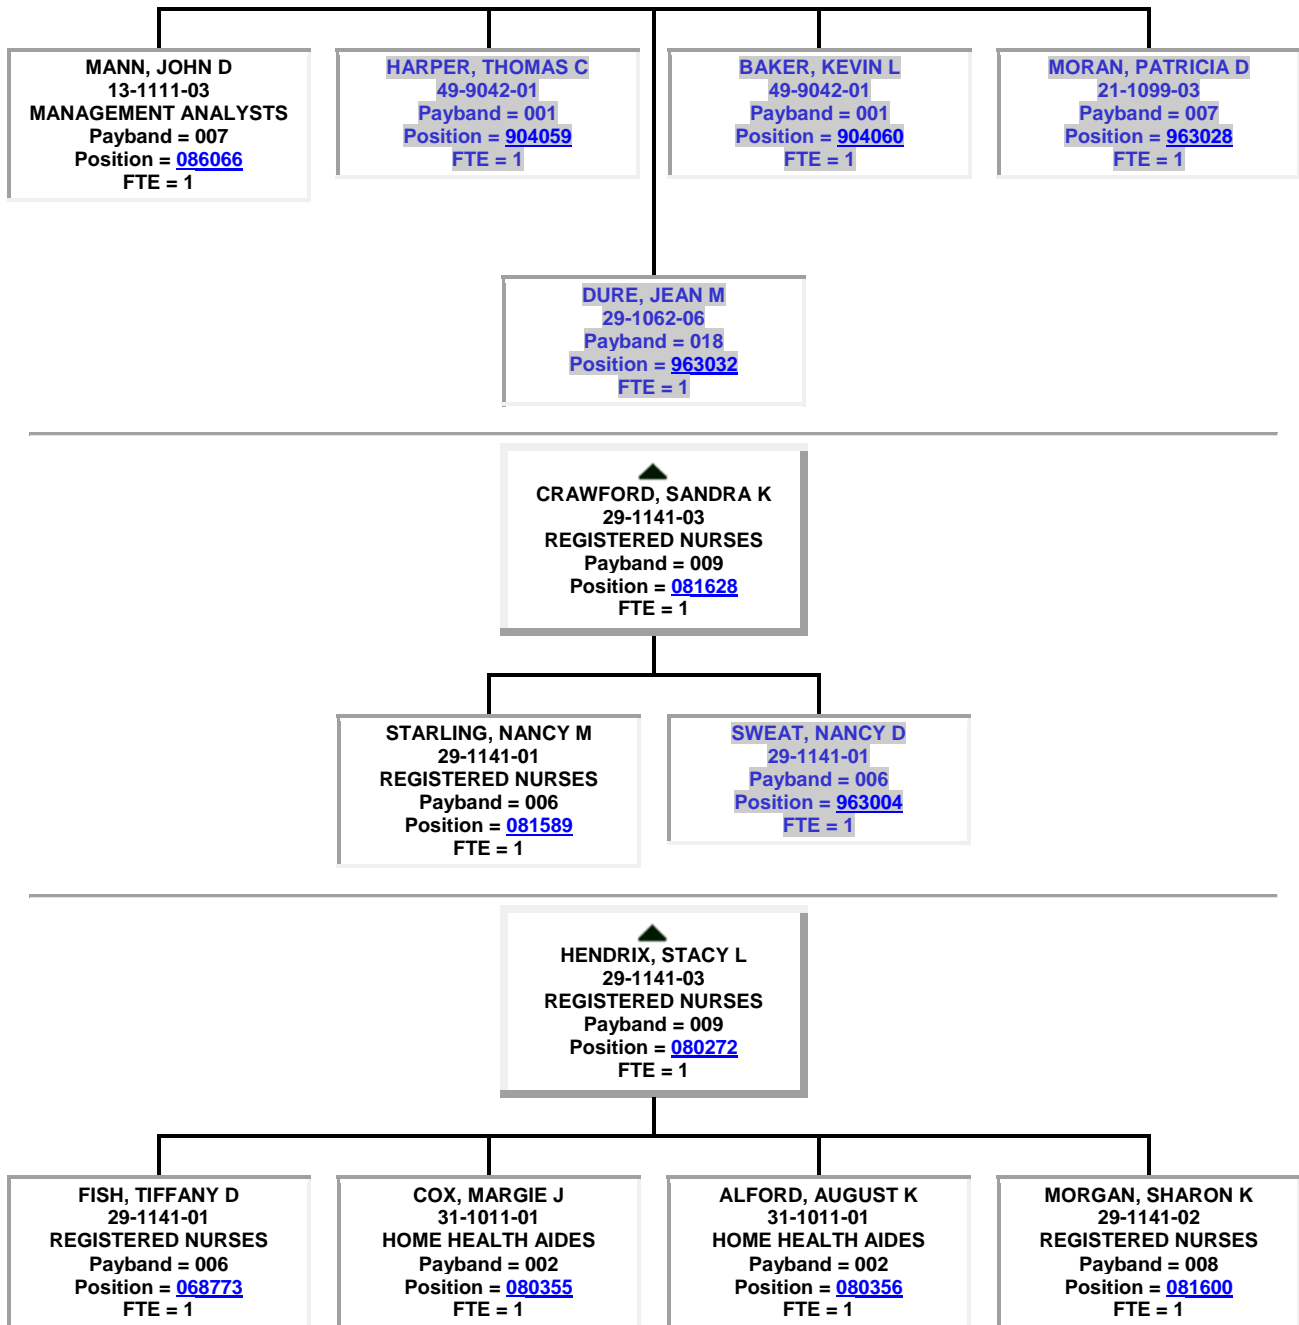 MANN, JOHN D
13-1111-03
MANAGEMENT ANALYSTS
Payband = 007
Position = 086066
FTE = 1
HARPER, THOMAS C
49-9042-01
Payband = 001
Position = 904059
FTE = 1
BAKER, KEVIN L
49-9042-01
Payband = 001
Position = 904060
FTE = 1
MORAN, PATRICIA D
21-1099-03
Payband = 007
Position = 963028
FTE = 1
DURE, JEAN M
29-1062-06
Payband = 018
Position = 963032
FTE = 1
CRAWFORD, SANDRA K
29-1141-03
REGISTERED NURSES
Payband = 009
Position = 081628
FTE = 1
STARLING, NANCY M
29-1141-01
REGISTERED NURSES
Payband = 006
Position = 081589
FTE = 1
SWEAT, NANCY D
29-1141-01
Payband = 006
Position = 963004
FTE = 1
HENDRIX, STACY L
29-1141-03
REGISTERED NURSES
Payband = 009
Position = 080272
FTE = 1
FISH, TIFFANY D
29-1141-01
REGISTERED NURSES
Payband = 006
Position = 068773
FTE = 1
COX, MARGIE J
31-1011-01
HOME HEALTH AIDES
Payband = 002
Position = 080355
FTE = 1
ALFORD, AUGUST K
31-1011-01
HOME HEALTH AIDES
Payband = 002
Position = 080356
FTE = 1
MORGAN, SHARON K
29-1141-02
REGISTERED NURSES
Payband = 008
Position = 081600
FTE = 1